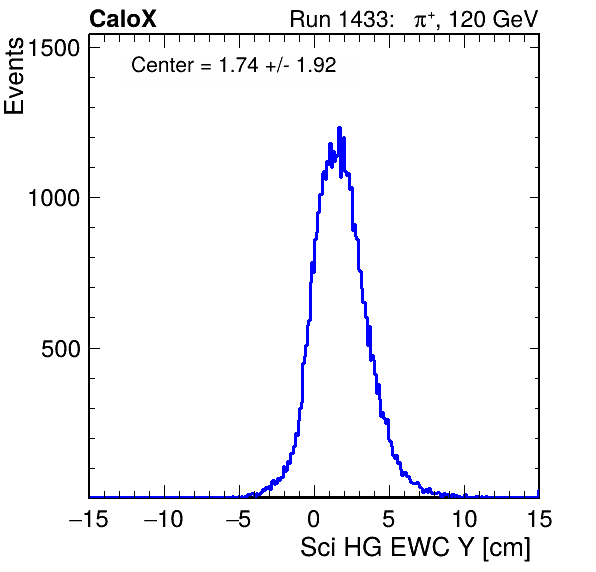 CaloX Run 1433: π⁺, 120 GeV
Center = 1.74 +/- 1.92
Events
1500
1000
500
−15 −10 −5 0 5 10 15
Sci HG EWC Y [cm]